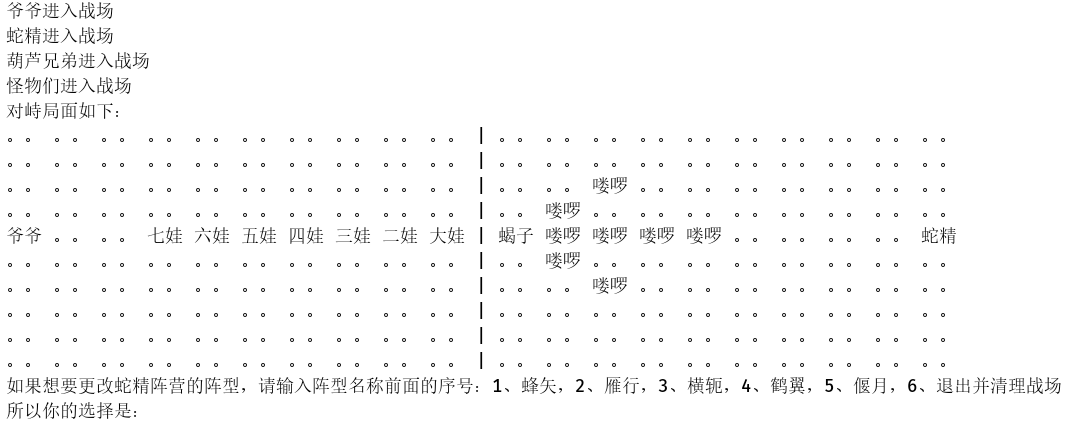 爷爷进入战场
蛇精进入战场
葫芦兄弟进入战场
怪物们进入战场
对峙局面如下：
。。 。。 。。 。。 。。 。。 。。 。。 。。 。。 | 。。 。。 。。 。。 。。 。。 。。 。。 。。 。。
。。 。。 。。 。。 。。 。。 。。 。。 。。 。。 | 。。 。。 。。 。。 。。 。。 。。 。。 。。 。。
。。 。。 。。 。。 。。 。。 。。 。。 。。 。。 | 。。 。。 喽啰 。。 。。 。。 。。 。。 。。 。。
。。 。。 。。 。。 。。 。。 。。 。。 。。 。。 | 。。 喽啰 。。 。。 。。 。。 。。 。。 。。 。。
爷爷 。。 。。 七娃 六娃 五娃 四娃 三娃 二娃 大娃 | 蝎子 喽啰 喽啰 喽啰 喽啰 。。 。。 。。 。。 蛇精
。。 。。 。。 。。 。。 。。 。。 。。 。。 。。 | 。。 喽啰 。。 。。 。。 。。 。。 。。 。。 。。
。。 。。 。。 。。 。。 。。 。。 。。 。。 。。 | 。。 。。 喽啰 。。 。。 。。 。。 。。 。。 。。
。。 。。 。。 。。 。。 。。 。。 。。 。。 。。 | 。。 。。 。。 。。 。。 。。 。。 。。 。。 。。
。。 。。 。。 。。 。。 。。 。。 。。 。。 。。 | 。。 。。 。。 。。 。。 。。 。。 。。 。。 。。
。。 。。 。。 。。 。。 。。 。。 。。 。。 。。 | 。。 。。 。。 。。 。。 。。 。。 。。 。。 。。
如果想要更改蛇精阵营的阵型，请输入阵型名称前面的序号：1、蜂矢，2、雁行，3、横轭，4、鹤翼，5、偃月，6、退出并清理战场
所以你的选择是：